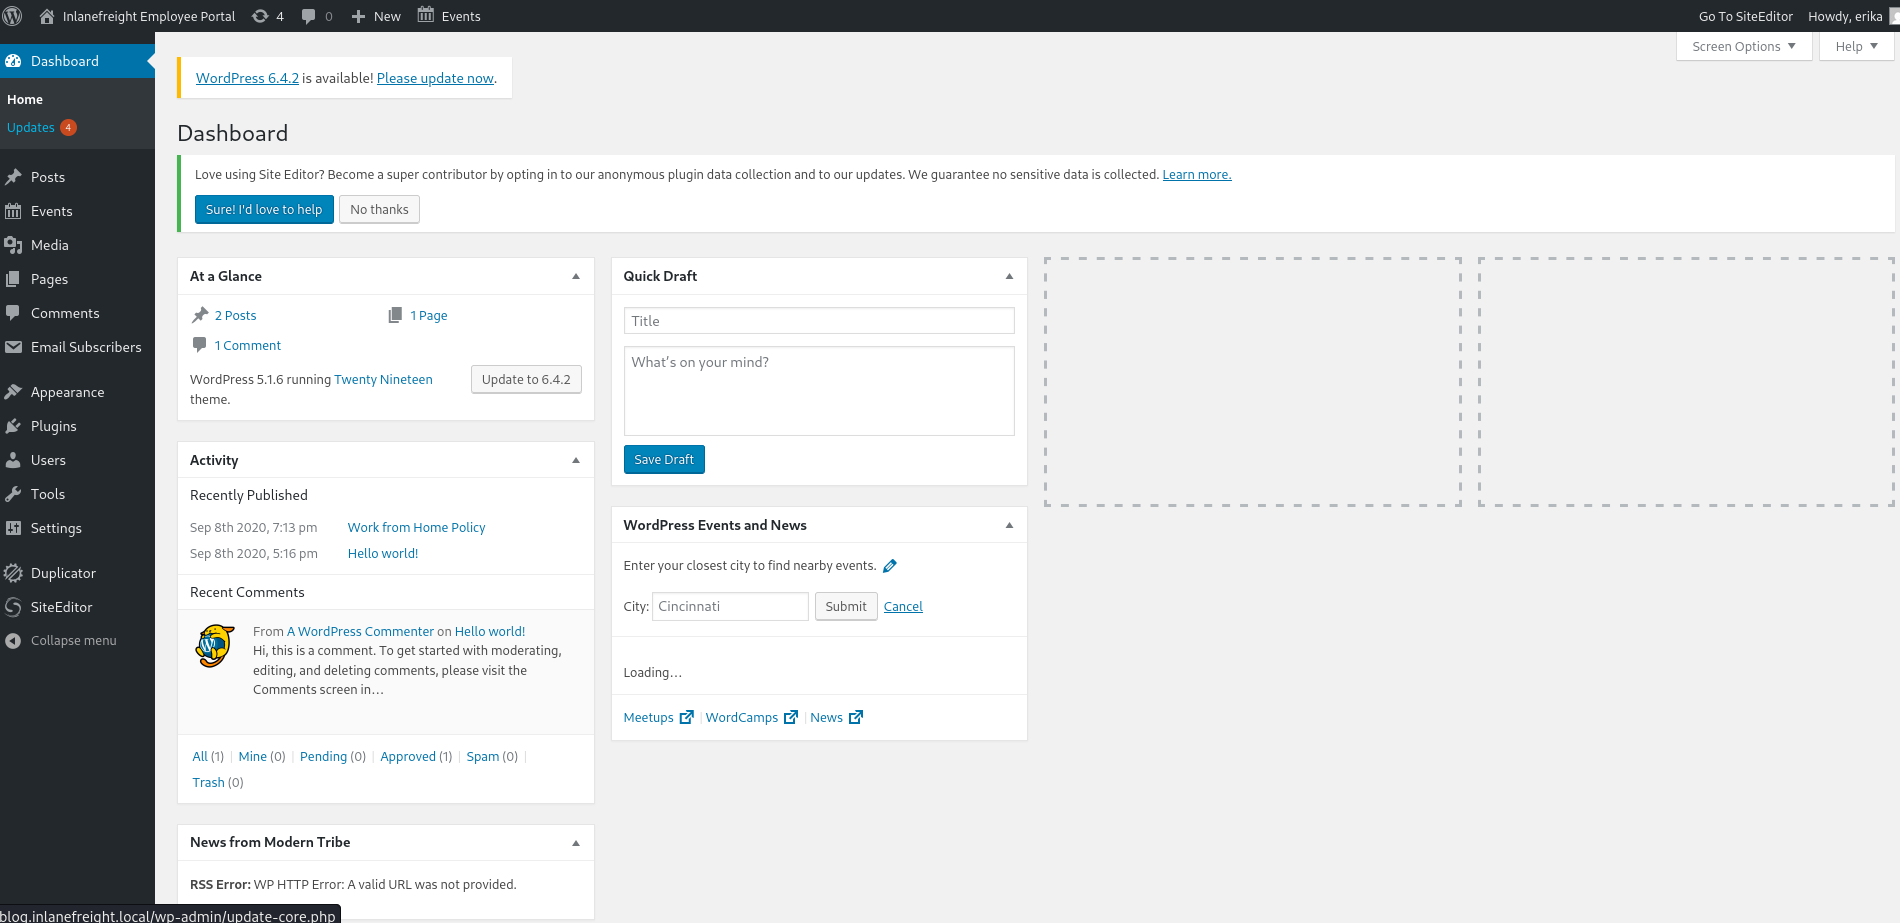 Inlanefreight Employee Portal 4 0 New Events Go To SiteEditor Howdy, erika
Dashboard
Home
Updates 4
Posts
Events
Media
Pages
Comments
Email Subscribers
Appearance
Plugins
Users
Tools
Settings
Duplicator
SiteEditor
Collapse menu
Screen Options Help
WordPress 6.4.2 is available! Please update now.
Dashboard
Love using Site Editor? Become a super contributor by opting in to our anonymous plugin data collection and to our updates. We guarantee no sensitive data is collected. Learn more.
Sure! I'd love to help No thanks
At a Glance
2 Posts 1 Page
1 Comment
WordPress 5.1.6 running Twenty Nineteen
theme.
Update to 6.4.2
Activity
Recently Published
Sep 8th 2020, 7:13 pm Work from Home Policy
Sep 8th 2020, 5:16 pm Hello world!
Recent Comments
From A WordPress Commenter on Hello world!
Hi, this is a comment. To get started with moderating,
editing, and deleting comments, please visit the
Comments screen in…
All (1) | Mine (0) | Pending (0) | Approved (1) | Spam (0) |
Trash (0)
News from Modern Tribe
RSS Error: WP HTTP Error: A valid URL was not provided.
Quick Draft
Title
What's on your mind?
Save Draft
WordPress Events and News
Enter your closest city to find nearby events.
City: Cincinnati Submit Cancel
Loading…
Meetups | WordCamps | News
blog.inlanefreight.local/wp-admin/update-core.php